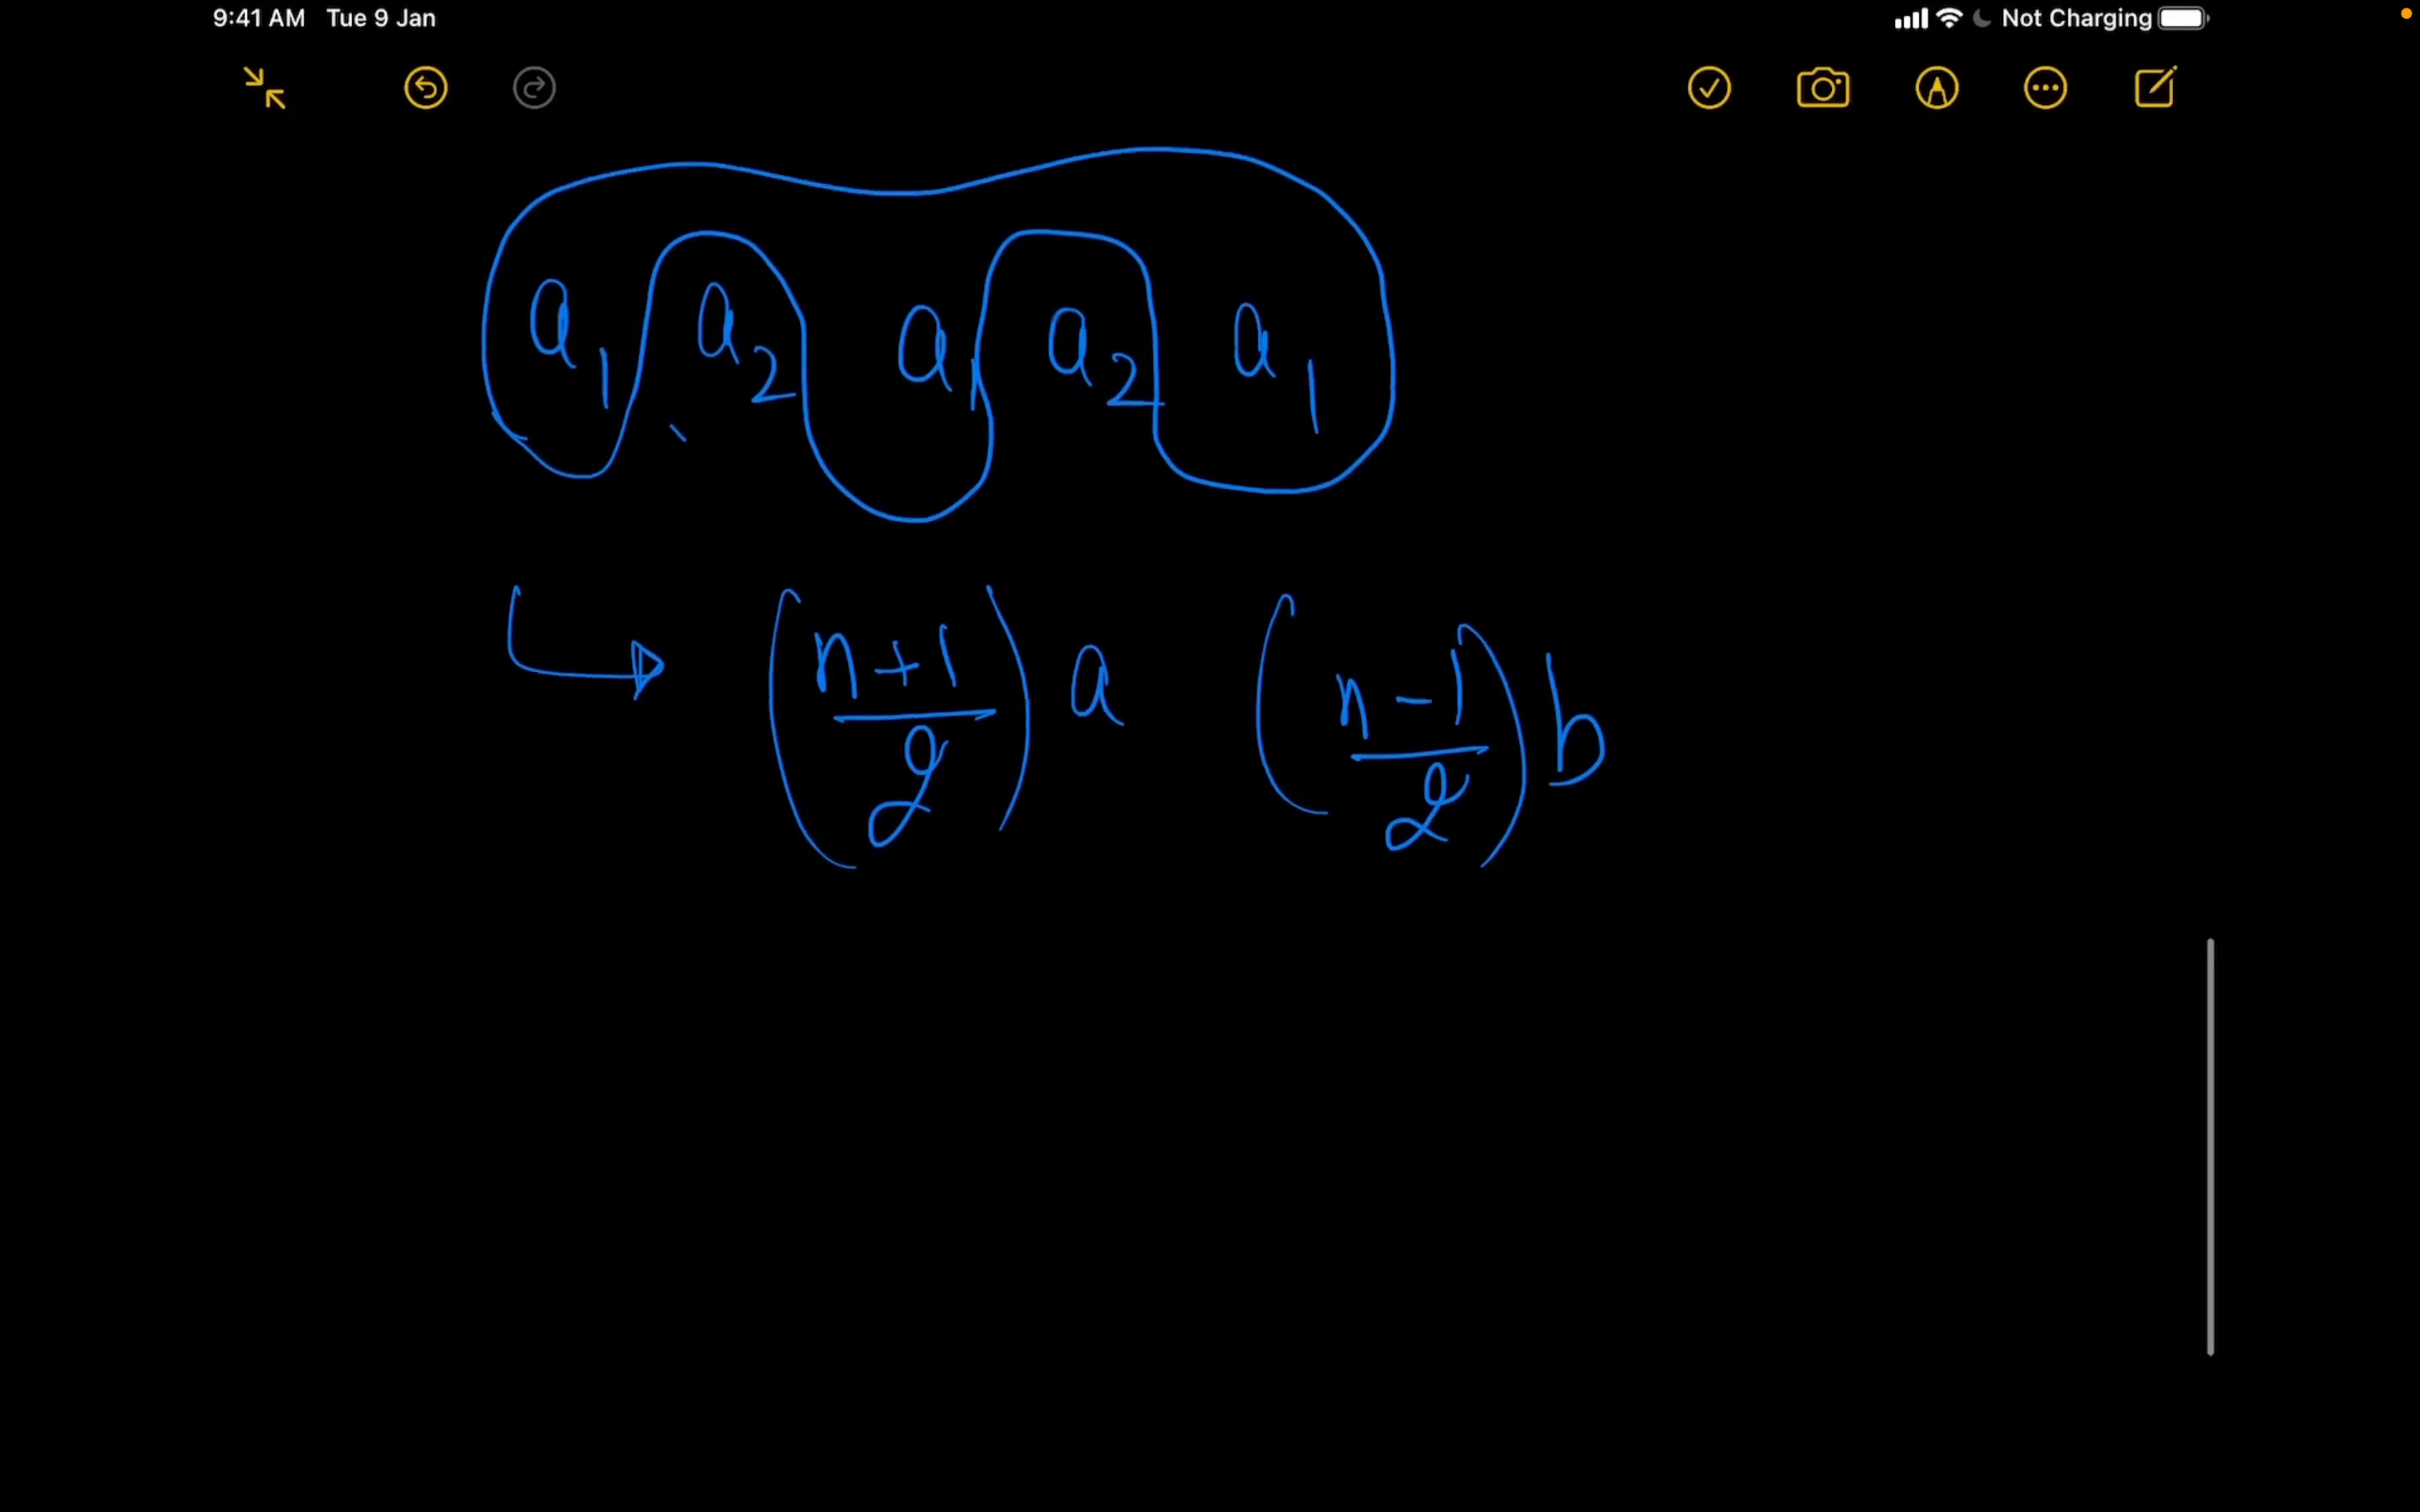 9:41 AM Tue 9 Jan Not Charging
a₁ a₂ a₁ a₂ a₁
(n+1/2) a (n-1/2) b